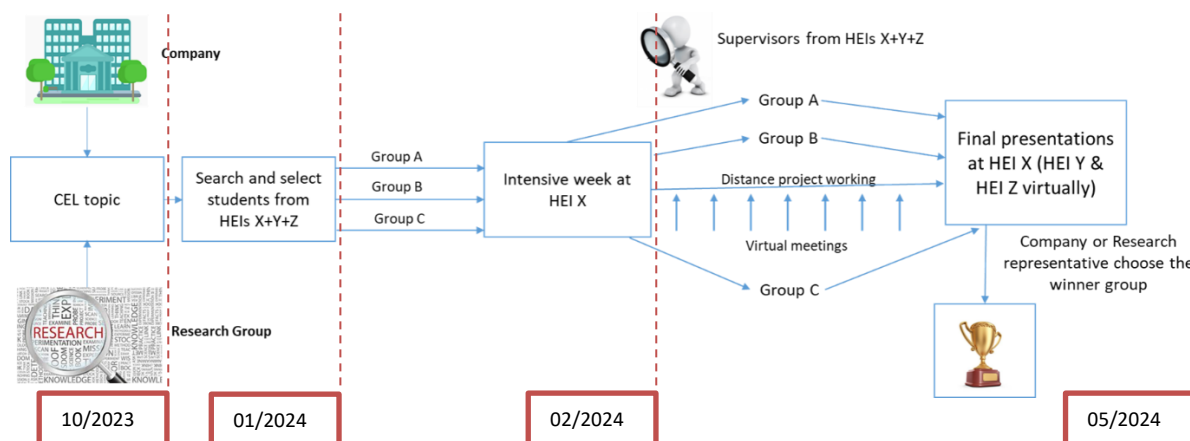 Company
Supervisors from HEIs X+Y+Z
CEL topic
Search and select
students from
HEIs X+Y+Z
Group A
Group B
Group C
Intensive week at
HEI X
Group A
Group B
Distance project working
Virtual meetings
Group C
Final presentations
at HEI X (HEI Y &
HEI Z virtually)
Company or Research
representative choose the
winner group
RESEARCH
Research Group
10/2023
01/2024
02/2024
05/2024